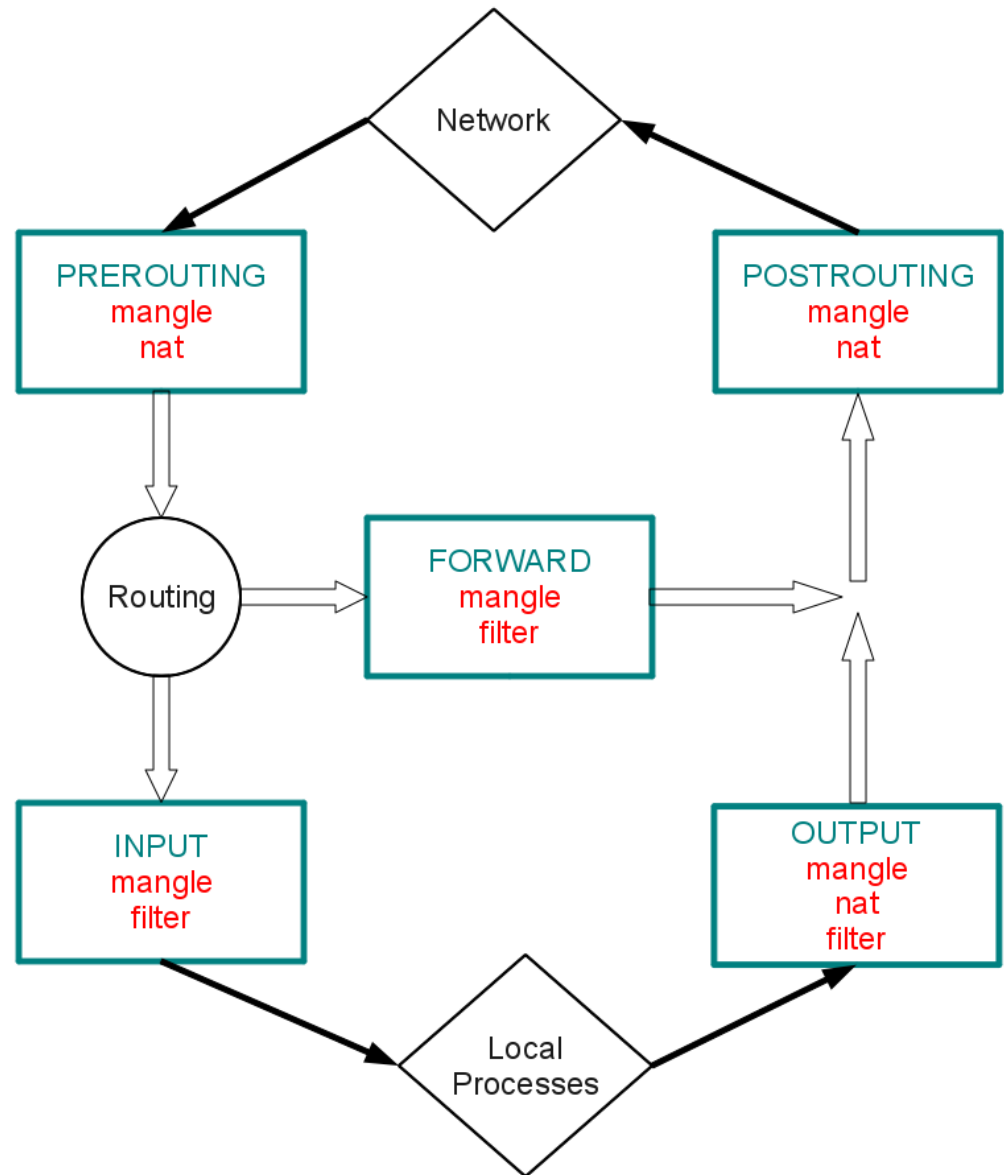 Network
PREROUTING
mangle
nat
POSTROUTING
mangle
nat
Routing
FORWARD
mangle
filter
INPUT
mangle
filter
OUTPUT
mangle
nat
filter
Local
Processes